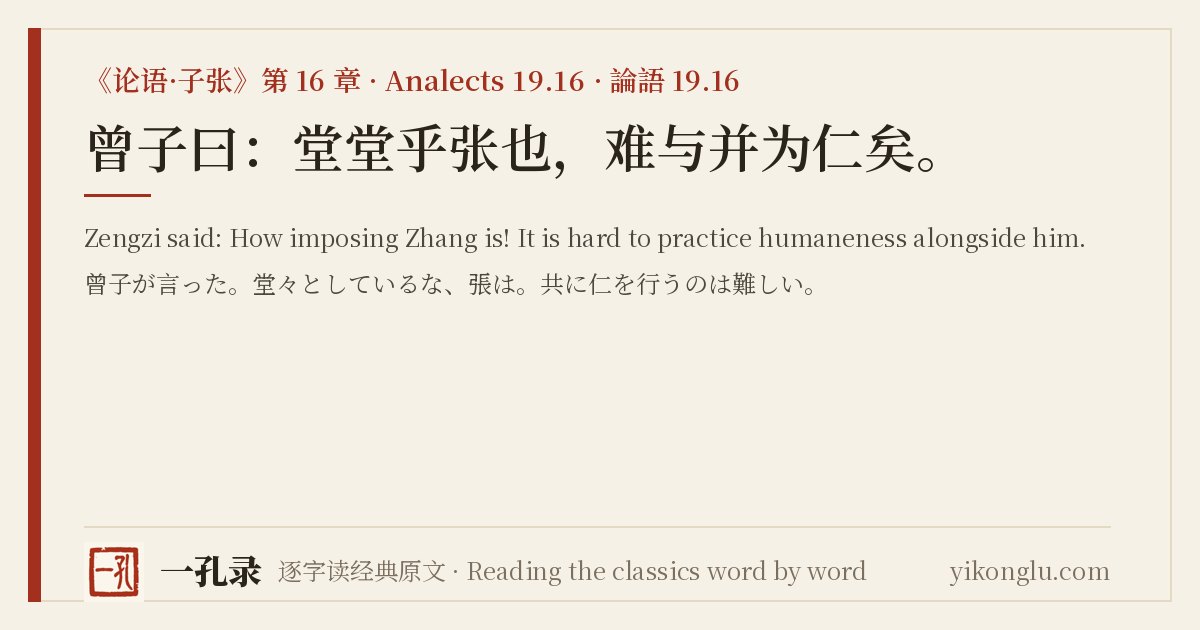 《论语·子张》第 16 章 · Analects 19.16 · 論語 19.16
曾子曰：堂堂乎张也，难与并为仁矣。
Zengzi said: How imposing Zhang is! It is hard to practice humaneness alongside him.
曾子が言った。堂々としているな、張は。共に仁を行うのは難しい。
一孔
一孔录 逐字读经典原文 · Reading the classics word by word yikonglu.com